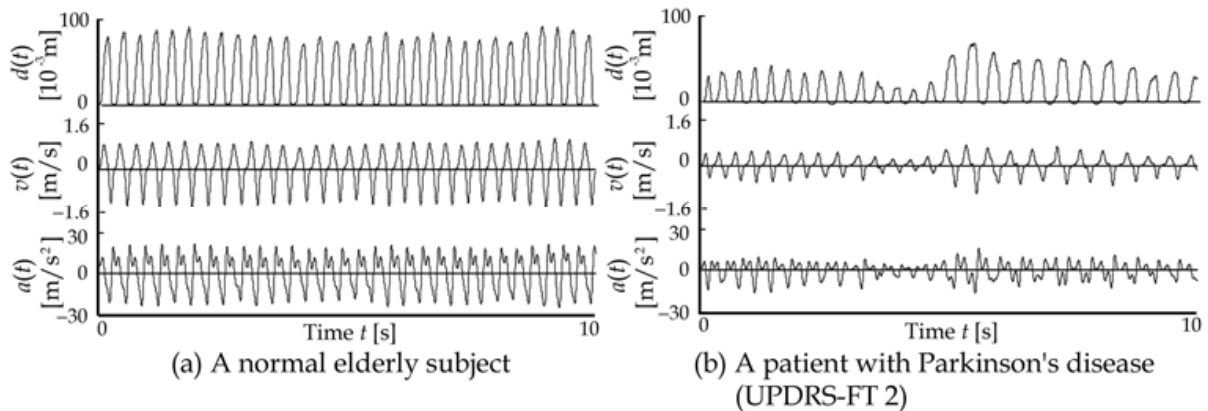 100
d(t)
[10⁻³m]
0
1.6
v(t)
[m/s]
0
−1.6
30
a(t)
[m/s²]
0
−30
0
Time t [s]
10
(a) A normal elderly subject
100
d(t)
[10⁻³m]
0
1.6
v(t)
[m/s]
0
−1.6
30
a(t)
[m/s²]
0
−30
0
Time t [s]
10
(b) A patient with Parkinson's disease
(UPDRS-FT 2)